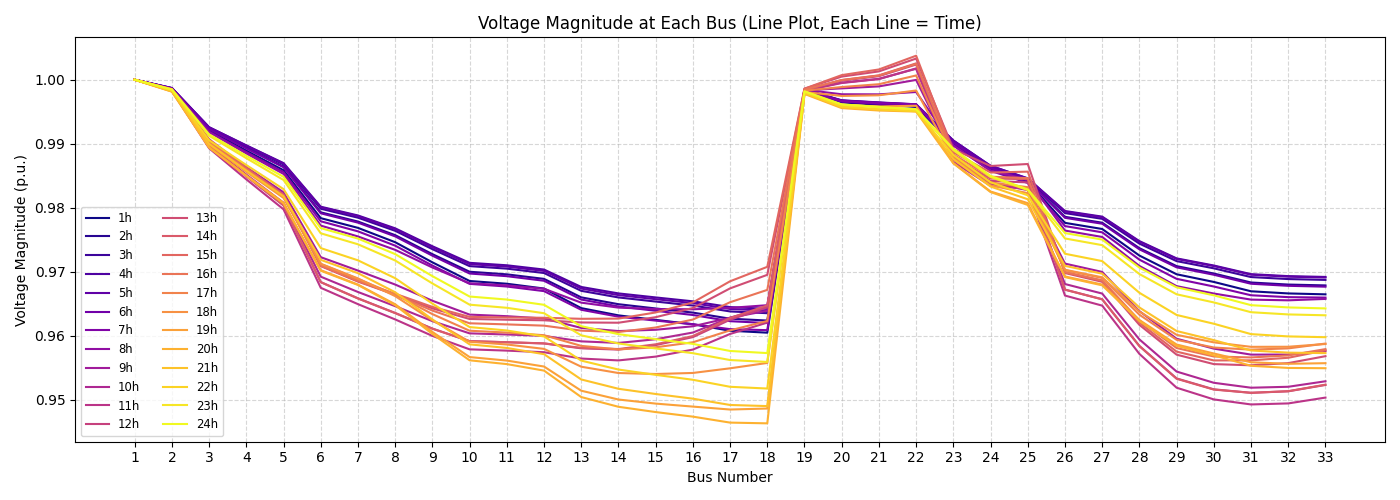 Voltage Magnitude at Each Bus (Line Plot, Each Line = Time)
Voltage Magnitude (p.u.)
1.00
0.99
0.98
0.97
0.96
0.95
1h 13h
2h 14h
3h 15h
4h 16h
5h 17h
6h 18h
7h 19h
8h 20h
9h 21h
10h 22h
11h 23h
12h 24h
1 2 3 4 5 6 7 8 9 10 11 12 13 14 15 16 17 18 19 20 21 22 23 24 25 26 27 28 29 30 31 32 33
Bus Number